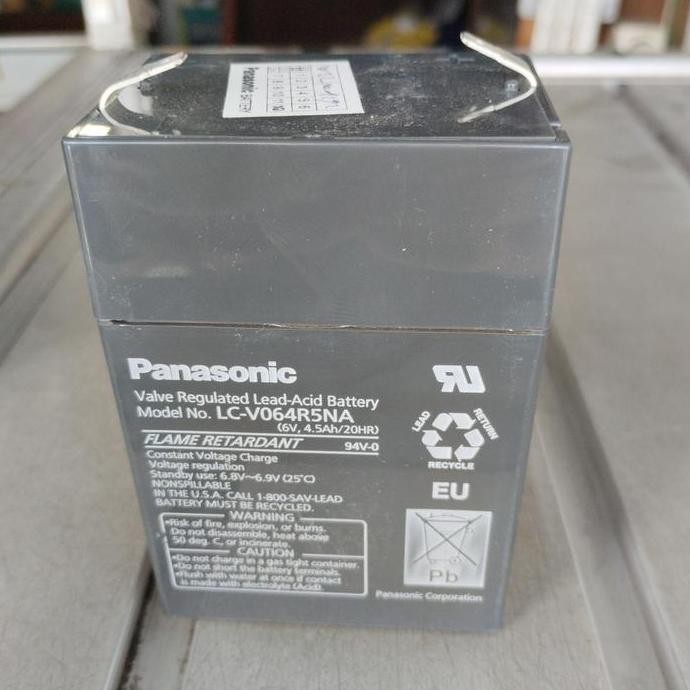 Panasonic BATTERY
Panasonic
Valve Regulated Lead-Acid Battery
Model No. LC-V064R5NA
(6V, 4.5Ah/20HR)
FLAME RETARDANT 94V-0
Constant Voltage Charge
Voltage regulation
Standby use: 6.8V~6.9V (25℃)
NONSPILLABLE
IN THE U.S.A. CALL 1-800-SAV-LEAD
BATTERY MUST BE RECYCLED.
WARNING
•Risk of fire, explosion, or burns.
Do not disassemble, heat above
50 deg. C, or incinerate.
CAUTION
•Do not charge in a gas tight container.
•Do not short the battery terminals.
•Flush with water at once if contact
is made with electrolyte (Acid).
LEAD
RETURN
RECYCLE
EU
Pb
Panasonic Corporation